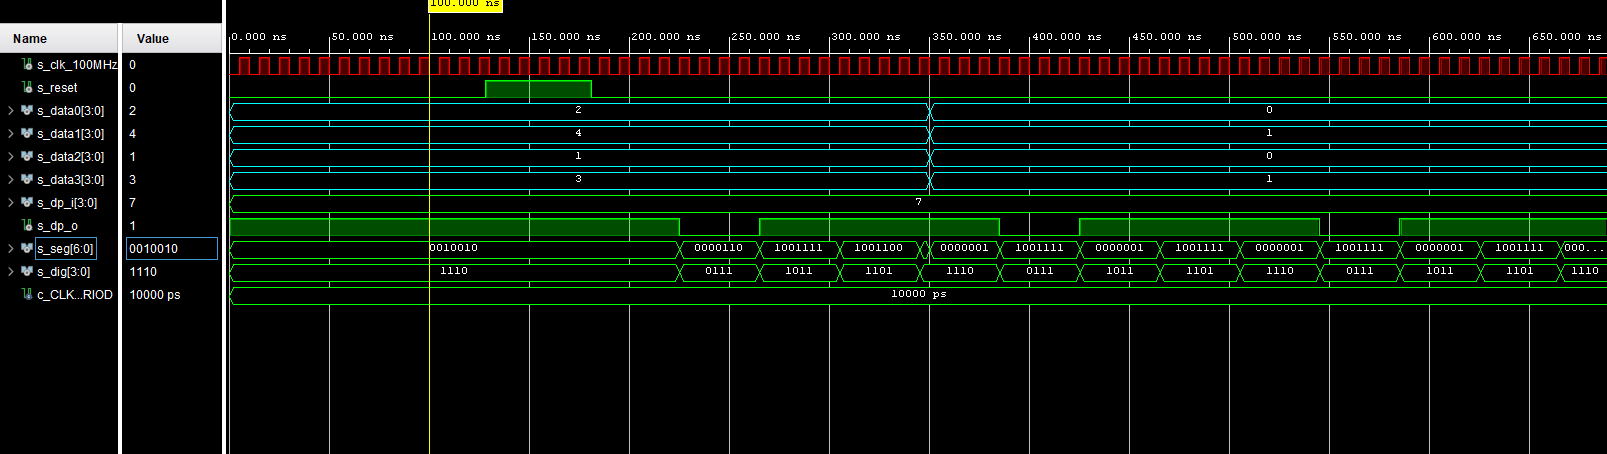 100.000 ns
Name Value
0.000 ns 50.000 ns 100.000 ns 150.000 ns 200.000 ns 250.000 ns 300.000 ns 350.000 ns 400.000 ns 450.000 ns 500.000 ns 550.000 ns 600.000 ns 650.000 ns
s_clk_100MHz 0
s_reset 0
s_data0[3:0] 2 2 0
s_data1[3:0] 4 4 1
s_data2[3:0] 1 1 0
s_data3[3:0] 3 3 1
s_dp_i[3:0] 7 7
s_dp_o 1
s_seg[6:0] 0010010 0010010 0000110 1001111 1001100 0000001 1001111 0000001 1001111 0000001 1001111 0000001 1001111 000...
s_dig[3:0] 1110 1110 0111 1011 1101 1110 0111 1011 1101 1110 0111 1011 1101 1110
c_CLK...RIOD 10000 ps 10000 ps